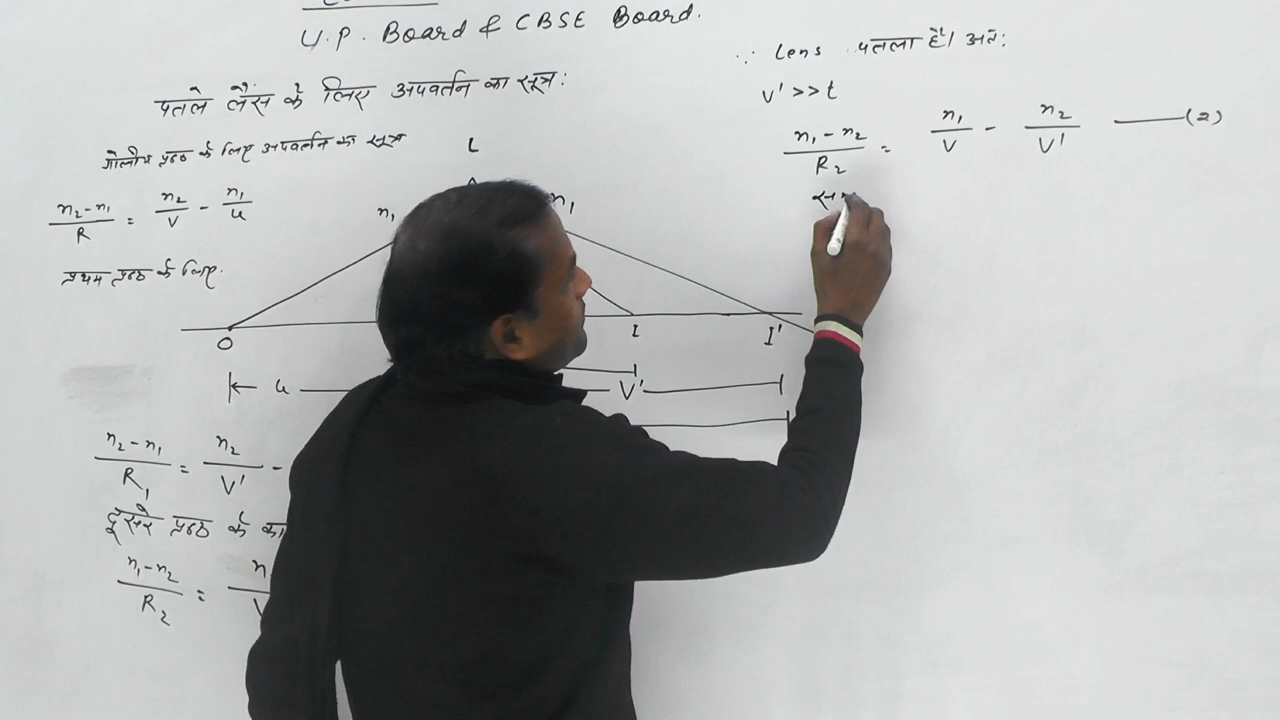 U.P. Board & CBSE Board.
पतले लैंस के लिए अपवर्तन का सूत्र:
गोलीय पृष्ठ के लिए अपवर्तन का सूत्र
n₂-n₁/R = n₂/V - n₁/u
प्रथम पृष्ठ के लिए.
L
n₁
n₁
O
I
I'
u
V'
n₂-n₁/R₁ = n₂/V' -
दूसरे पृष्ठ के का
n₁-n₂/R₂ = n
V
∵ Lens पतला है। अत:
V' >> t
n₁-n₂/R₂ = n₁/V - n₂/V' —(2)